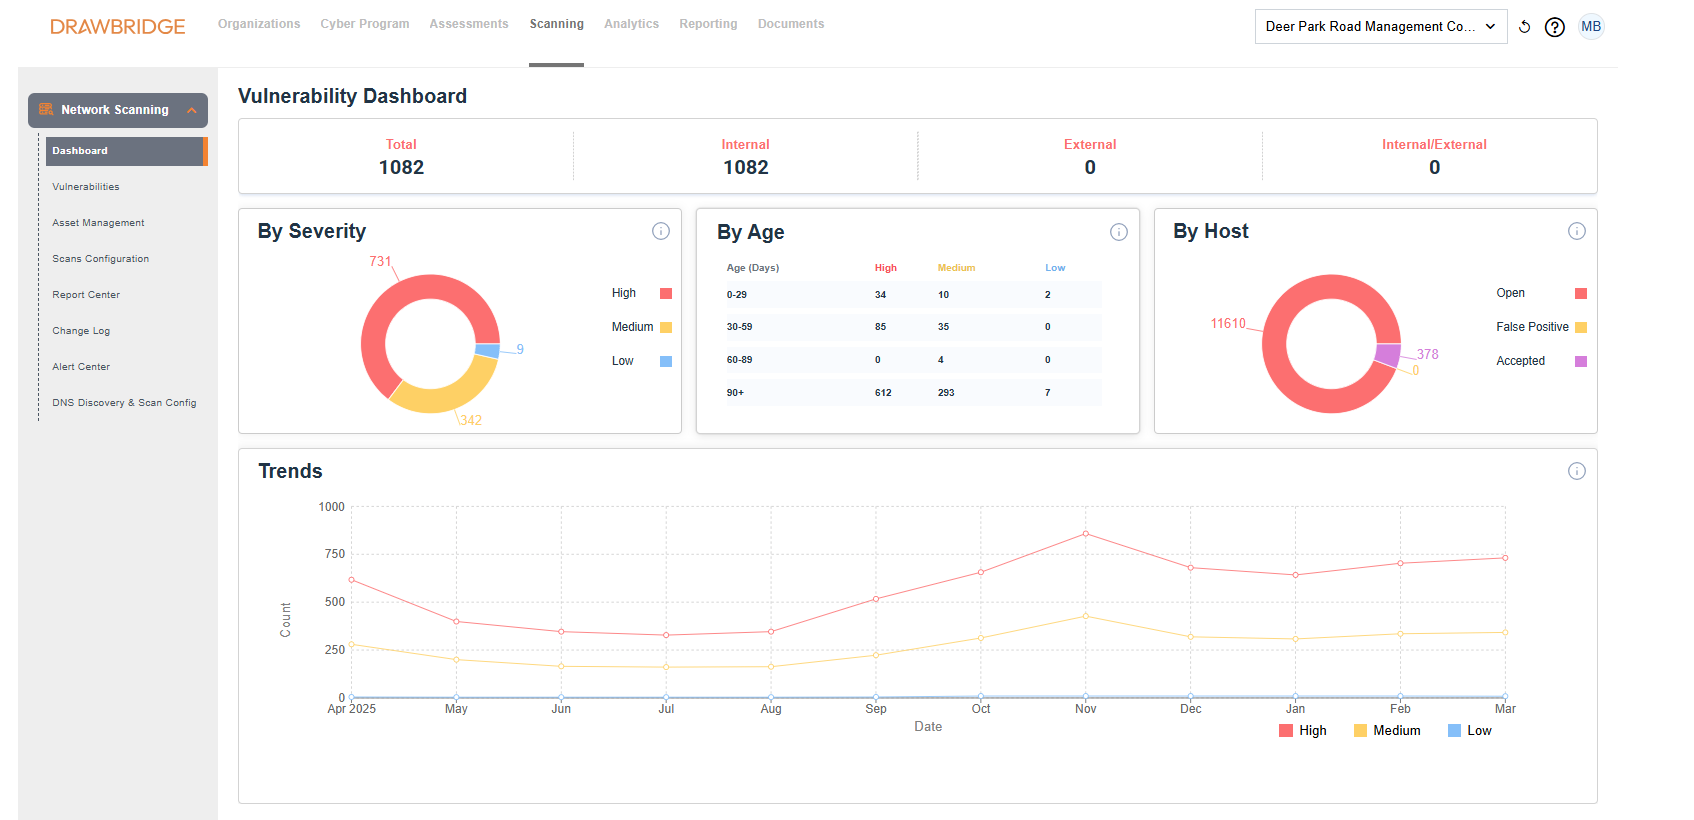 DRAWBRIDGE
Organizations Cyber Program Assessments Scanning Analytics Reporting Documents
Deer Park Road Management Co...
MB
Network Scanning
Dashboard
Vulnerabilities
Asset Management
Scans Configuration
Report Center
Change Log
Alert Center
DNS Discovery & Scan Config
Vulnerability Dashboard
Total Internal External Internal/External
1082 1082 0 0
By Severity
731
9
342
High
Medium
Low
By Age
Age (Days) High Medium Low
0-29 34 10 2
30-59 85 35 0
60-89 0 4 0
90+ 612 293 7
By Host
11610
378
0
Open
False Positive
Accepted
Trends
1000
750
500
250
0
Count
Apr 2025 May Jun Jul Aug Sep Oct Nov Dec Jan Feb Mar
Date
High Medium Low